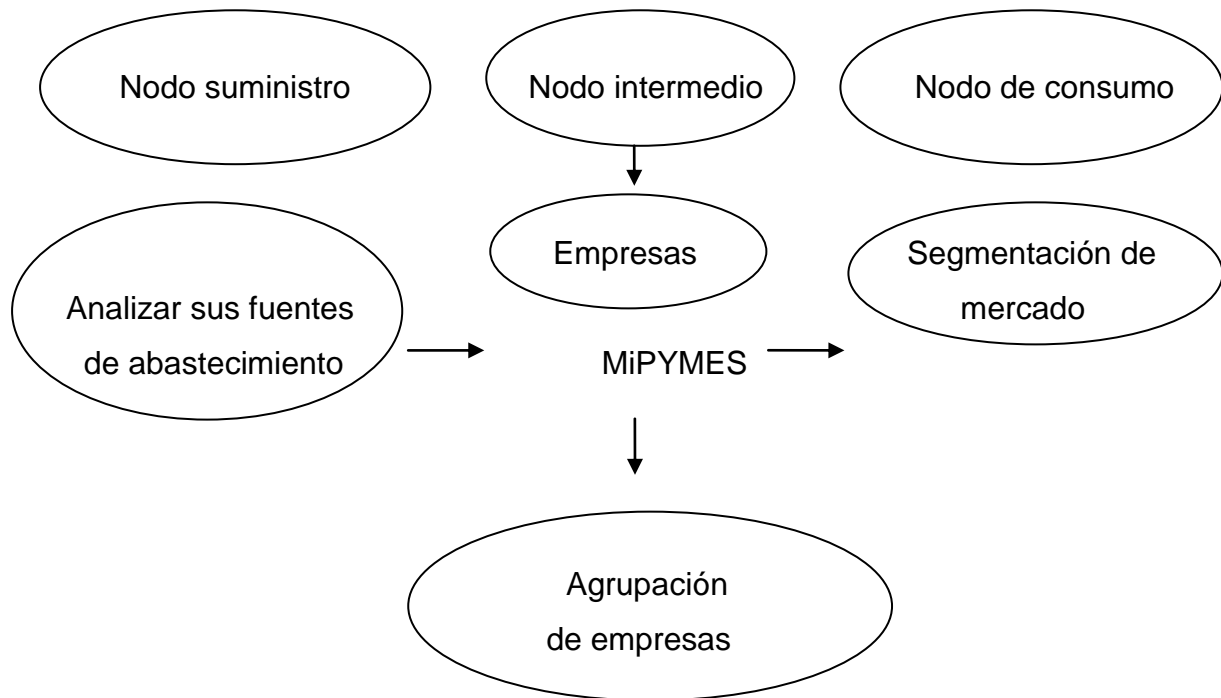 Nodo suministro
Nodo intermedio
Nodo de consumo
Empresas
Segmentación de
mercado
Analizar sus fuentes
de abastecimiento
MiPYMES
Agrupación
de empresas